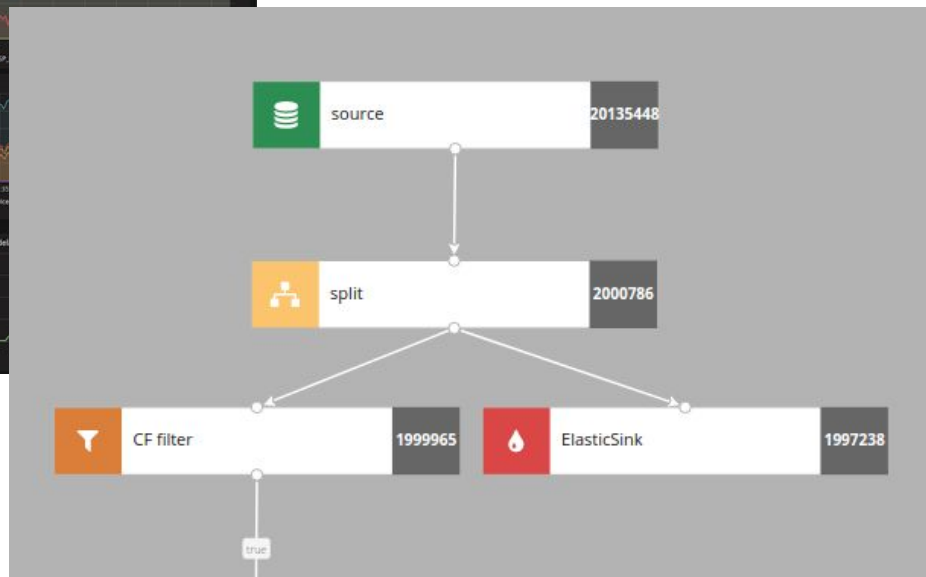 source
20135448
split
2000786
CF filter
1999965
ElasticSink
1997238
true